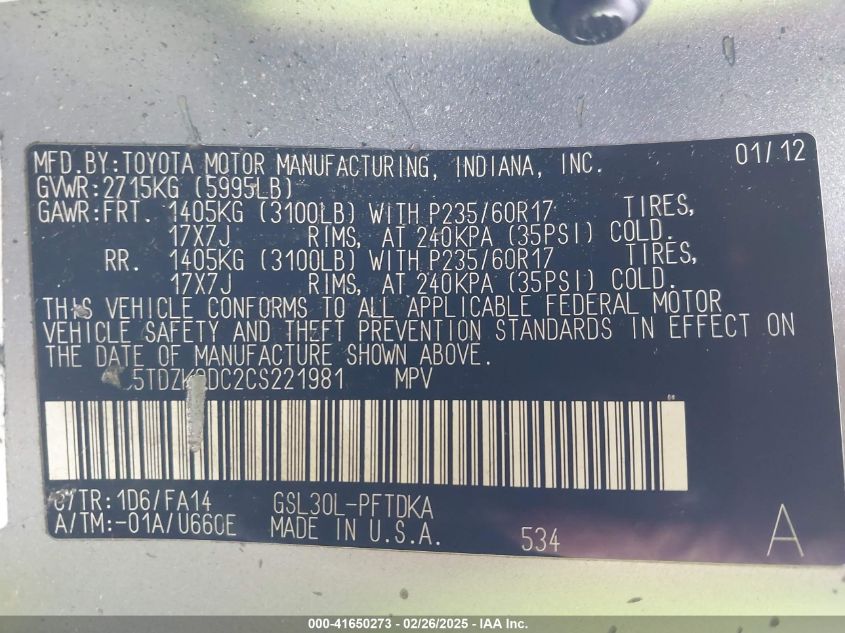 MFD.BY:TOYOTA MOTOR MANUFACTURING, INDIANA, INC. 01/12
GVWR:2715KG (5995LB)
GAWR:FRT. 1405KG (3100LB) WITH P235/60R17 TIRES,
17X7J RIMS, AT 240KPA (35PSI) COLD.
RR. 1405KG (3100LB) WITH P235/60R17 TIRES,
17X7J RIMS, AT 240KPA (35PSI) COLD.
THIS VEHICLE CONFORMS TO ALL APPLICABLE FEDERAL MOTOR
VEHICLE SAFETY AND THEFT PREVENTION STANDARDS IN EFFECT ON
THE DATE OF MANUFACTURE SHOWN ABOVE.
MPV
C/TR: 1D6/FA14 GSL30L-PFTDKA
A/TM:-01A/U660E MADE IN U.S.A. 534 A
000-41650273 - 02/26/2025 - IAA Inc.